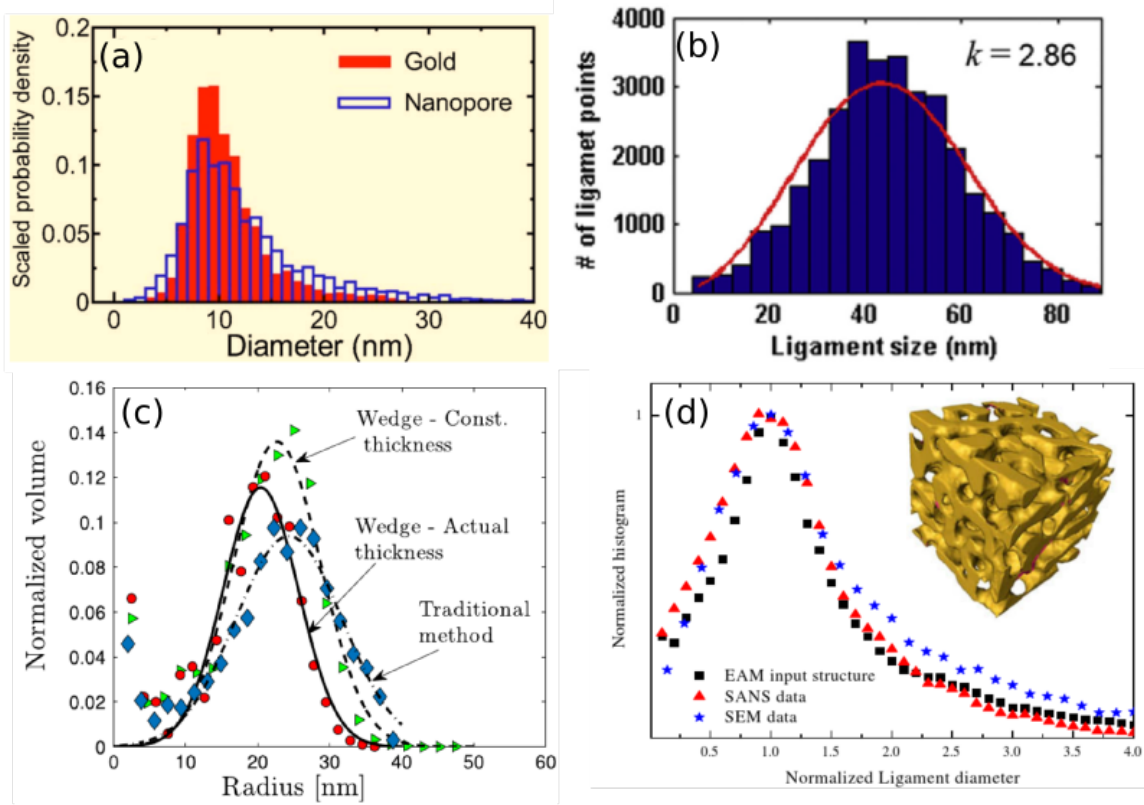 (a)
Scaled probability density
0.2
0.15
0.1
0.05
0
Gold
Nanopore
0
10
20
30
40
Diameter (nm)
(b)
k = 2.86
# of ligamet points
4000
3000
2000
1000
0
0
20
40
60
80
Ligament size (nm)
(c)
Normalized volume
0.16
0.14
0.12
0.1
0.08
0.06
0.04
0.02
0
Wedge - Const.
thickness
Wedge - Actual
thickness
Traditional
method
0
10
20
30
40
50
60
Radius [nm]
(d)
Normalized histogram
1
EAM input structure
SANS data
SEM data
0.5
1.0
1.5
2.0
2.5
3.0
3.5
4.0
Normalized Ligament diameter